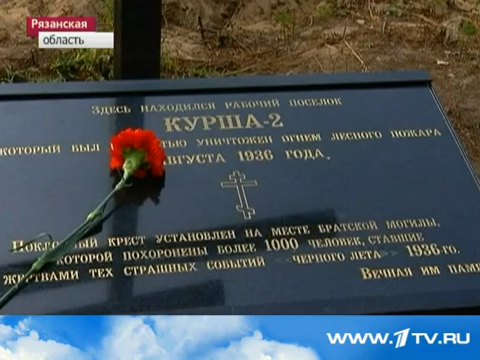 Рязанская
область
Здесь находился рабочий поселок
КУРША-2
который был тью уничтожен огнем лесного пожара
августа 1936 года.
Поклонный крест установлен на месте братской могилы,
которой похоронены более 1000 человек, ставшие
жертвами тех страшных событий <<черного лета>> 1936-го.
Вечная им
www.1TV.RU